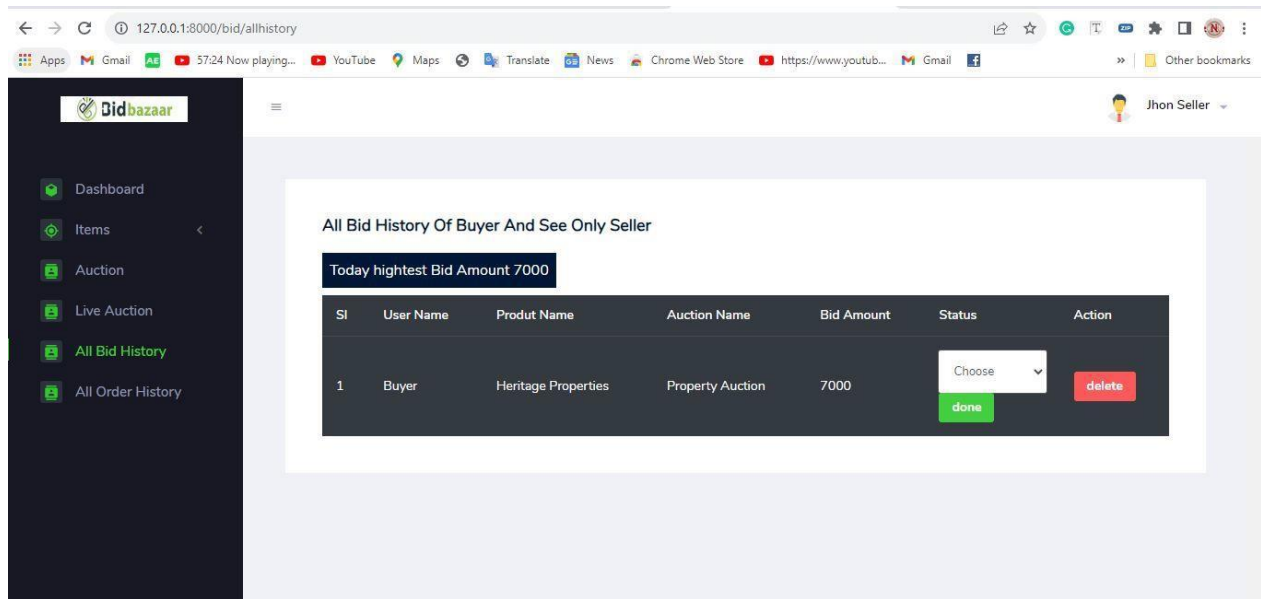 127.0.0.1:8000/bid/allhistory
Apps Gmail AE 57:24 Now playing... YouTube Maps Translate News Chrome Web Store https://www.youtub... Gmail » Other bookmarks
Bidbazaar
Jhon Seller
Dashboard
Items
Auction
Live Auction
All Bid History
All Order History
All Bid History Of Buyer And See Only Seller
Today hightest Bid Amount 7000
Sl User Name Produt Name Auction Name Bid Amount Status Action
1 Buyer Heritage Properties Property Auction 7000 Choose delete
done